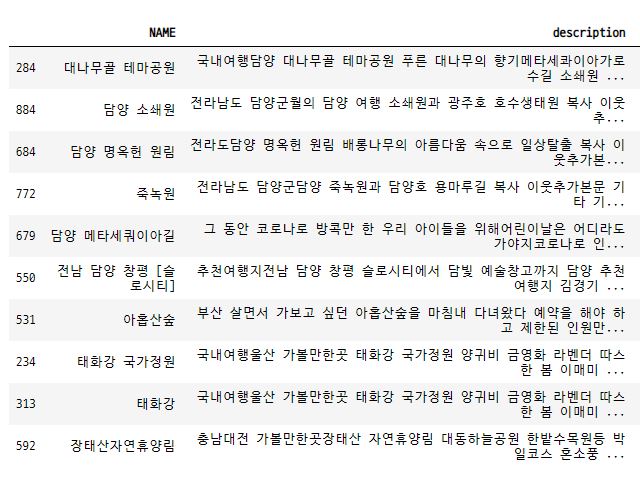 NAME description
284 대나무골 테마공원 국내여행담양 대나무골 테마공원 푸른 대나무의 향기메타세콰이아가로
수길 소쇄원 ...
884 담양 소쇄원 전라남도 담양군월의 담양 여행 소쇄원과 광주호 호수생태원 복사 이웃
추...
684 담양 명옥헌 원림 전라도담양 명옥헌 원림 배롱나무의 아름다움 속으로 일상탈출 복사 이
웃추가본...
772 죽녹원 전라남도 담양군담양 죽녹원과 담양호 용마루길 복사 이웃추가본문 기
타 기...
679 담양 메타세쿼이아길 그 동안 코로나로 방콕만 한 우리 아이들을 위해어린이날은 어디라도
가야지코로나로 인...
550 전남 담양 창평 [슬 추천여행지전남 담양 창평 슬로시티에서 담빛 예술창고까지 담양 추천
로시티] 여행지 김경기 ...
531 아홉산숲 부산 살면서 가보고 싶던 아홉산숲을 마침내 다녀왔다 예약을 해야 하
고 제한된 인원만...
234 태화강 국가정원 국내여행울산 가볼만한곳 태화강 국가정원 양귀비 금영화 라벤더 따스
한 봄 이매미 ...
313 태화강 국내여행울산 가볼만한곳 태화강 국가정원 양귀비 금영화 라벤더 따스
한 봄 이매미 ...
592 장태산자연휴양림 충남대전 가볼만한곳장태산 자연휴양림 대동하늘공원 한밭수목원등 박
일코스 혼소풍 ...